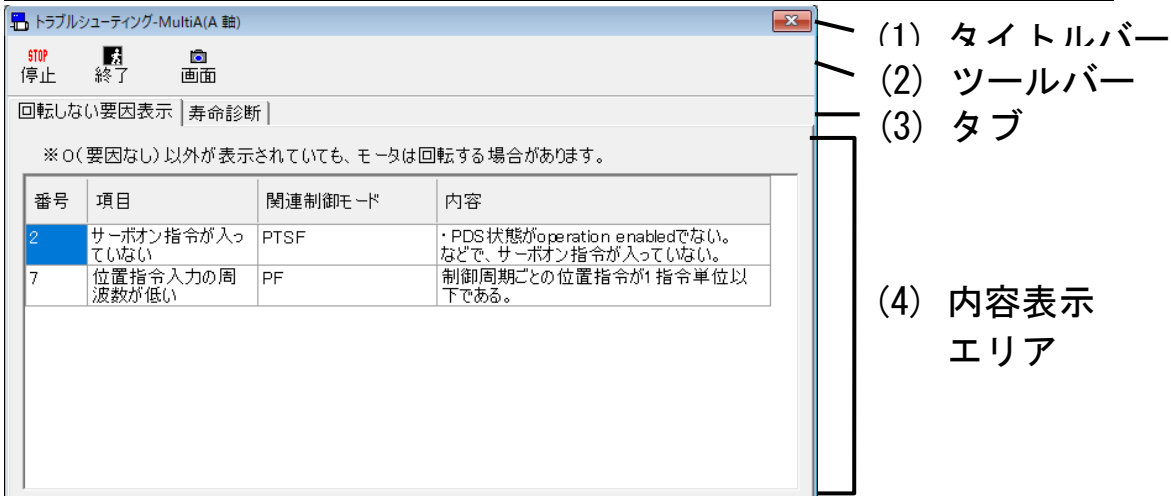 トラブルシューティング-MultiA(A 軸)
(1) タイトルバー
STOP
停止 終了 画面
(2) ツールバー
回転しない要因表示 寿命診断
(3) タブ
※0(要因なし)以外が表示されていても、モータは回転する場合があります。
番号 項目 関連制御モード 内容
2 サーボオン指令が入っ PTSF ・PDS状態がoperation enabledでない。
ていない などで、サーボオン指令が入っていない。
7 位置指令入力の周 PF 制御周期ごとの位置指令が1指令単位以
波数が低い 下である。
(4) 内容表示
エリア